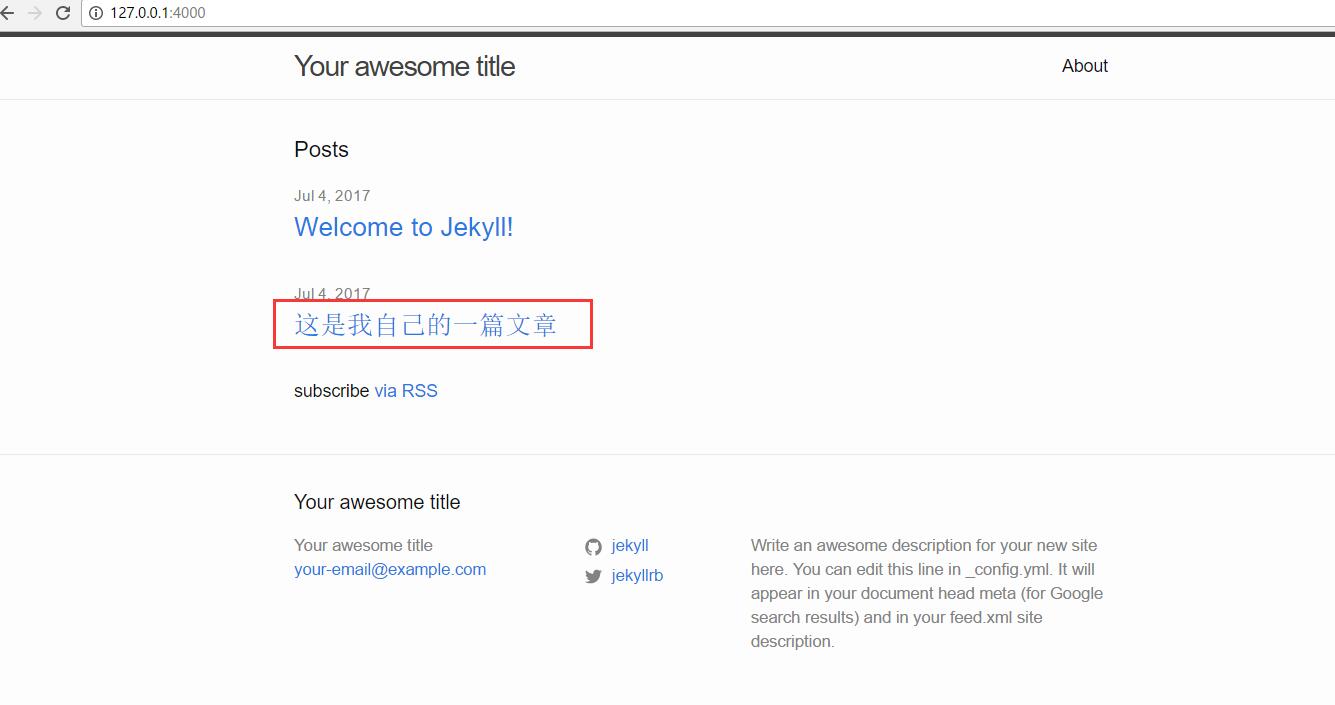 127.0.0.1:4000
Your awesome title
About
Posts
Jul 4, 2017
Welcome to Jekyll!
Jul 4, 2017
这是我自己的一篇文章
subscribe via RSS
Your awesome title
Your awesome title
your-email@example.com
jekyll
jekyllrb
Write an awesome description for your new site
here. You can edit this line in _config.yml. It will
appear in your document head meta (for Google
search results) and in your feed.xml site
description.